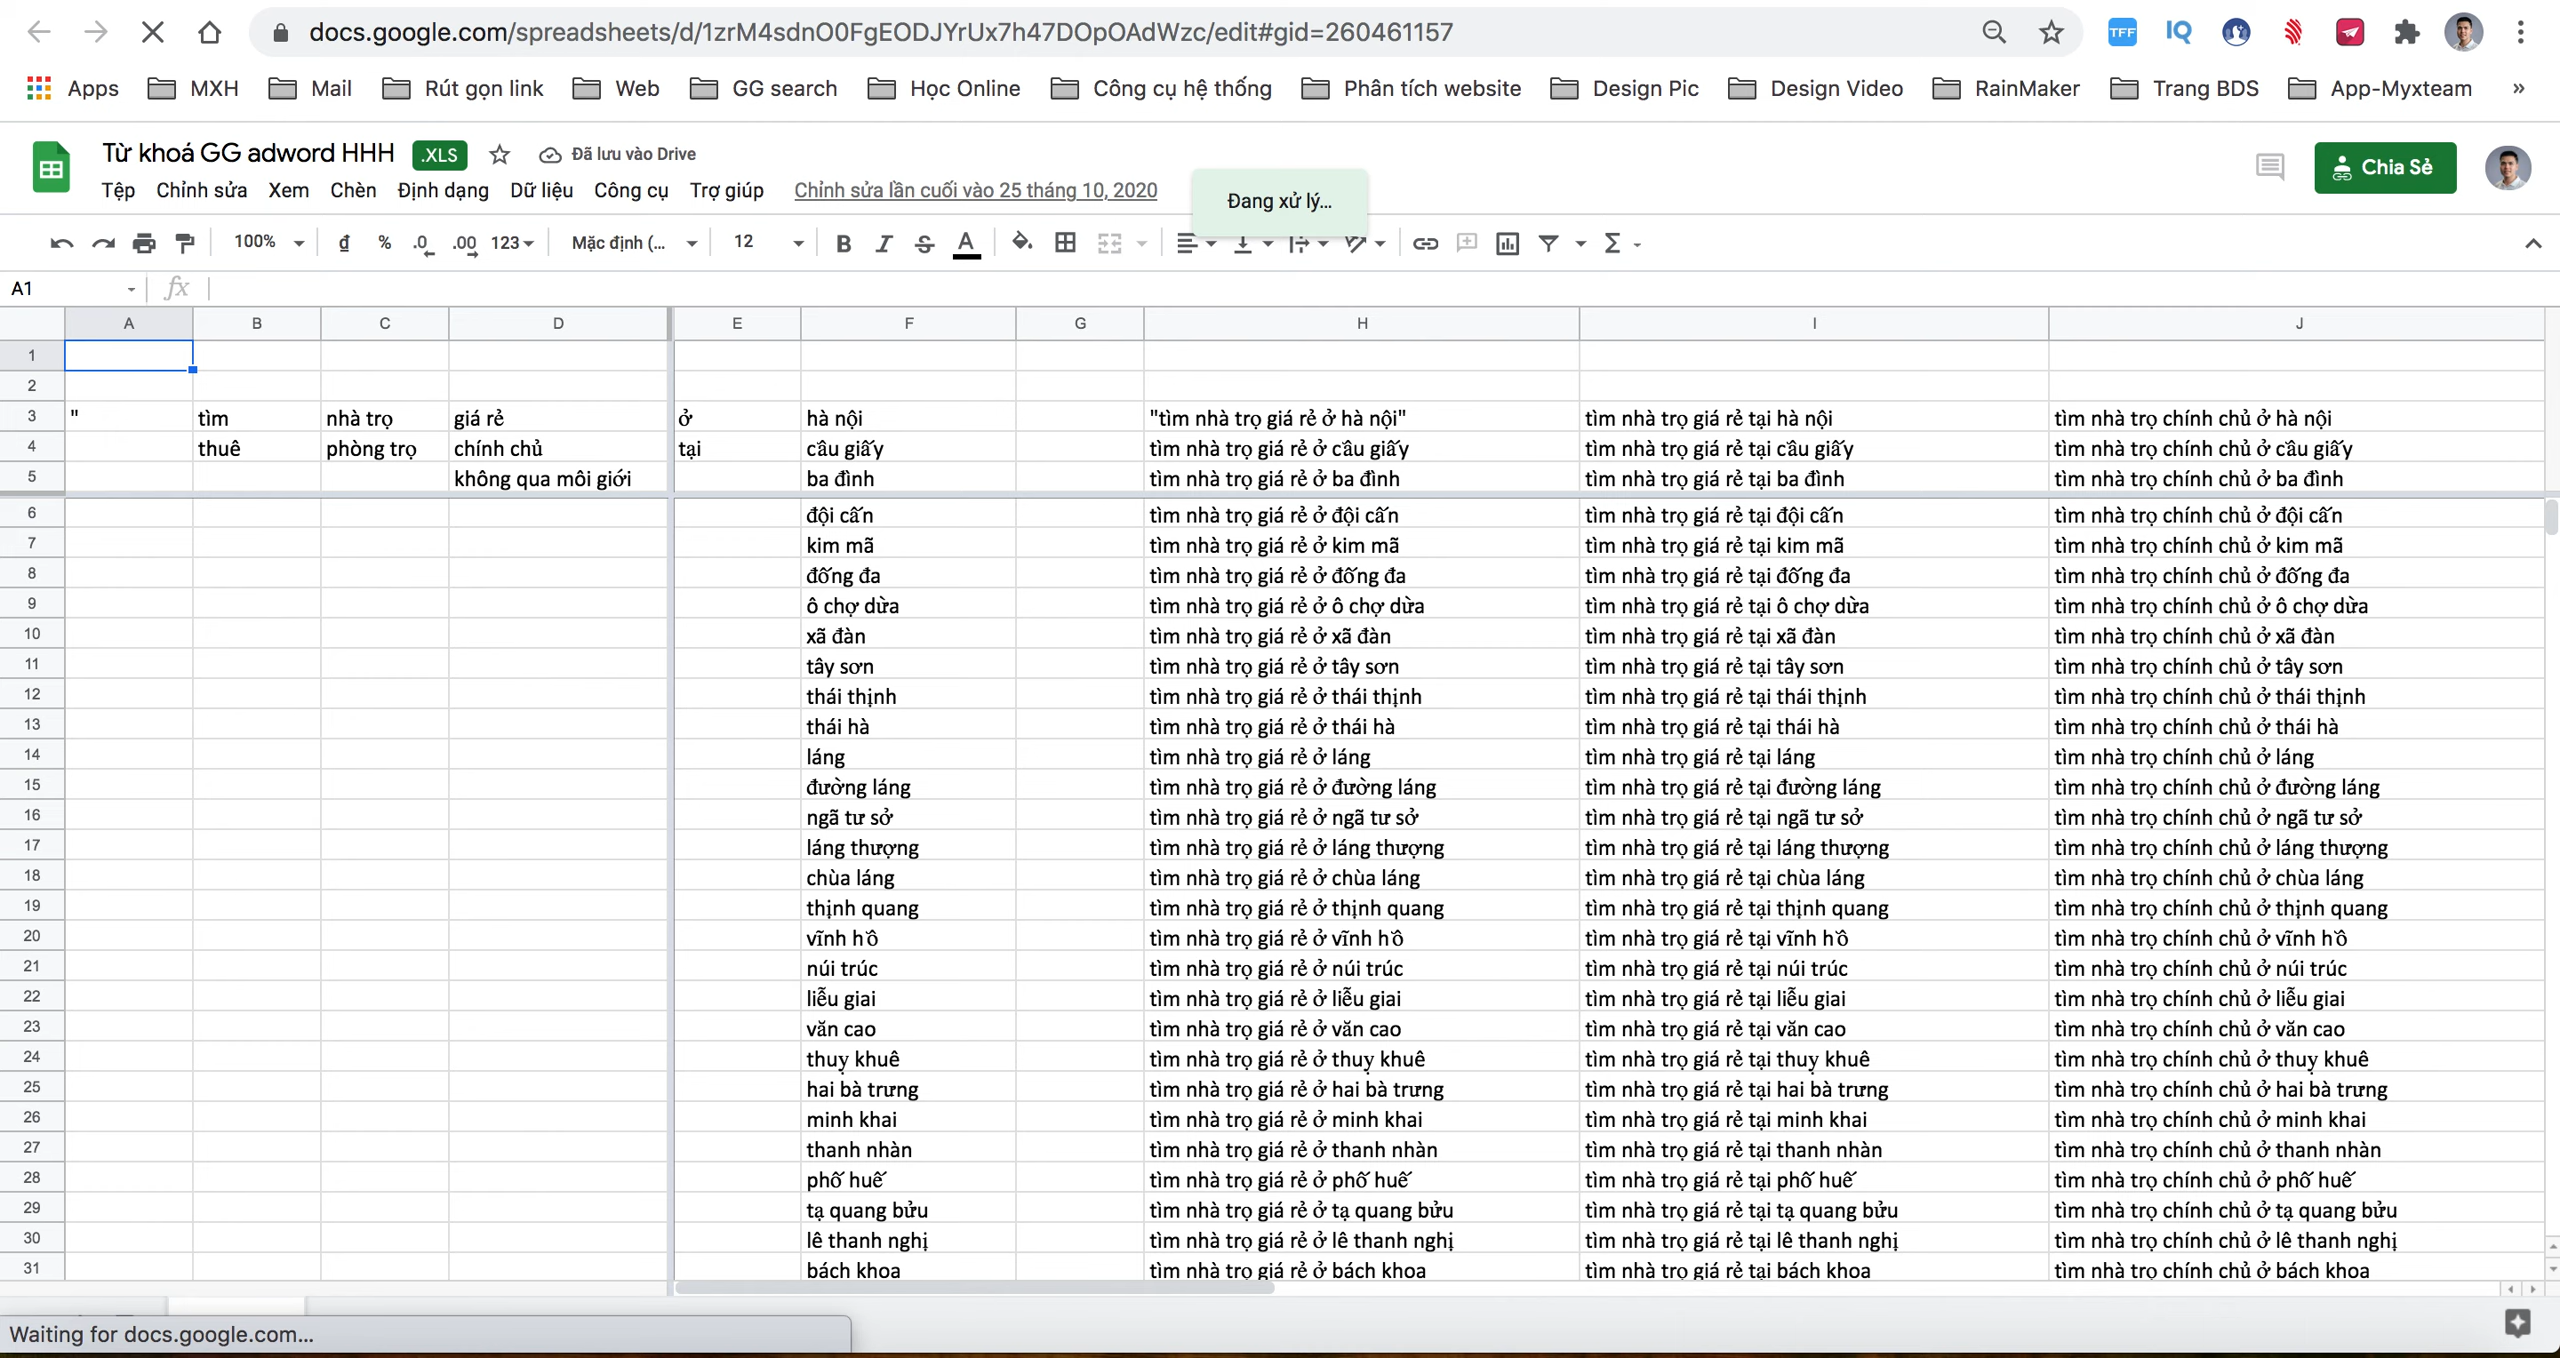 docs.google.com/spreadsheets/d/1zrM4sdnO0FgEODJYrUx7h47DOpOAdWzc/edit#gid=260461157 TFF IQ
Apps MXH Mail Rút gọn link Web GG search Học Online Công cụ hệ thống Phân tích website Design Pic Design Video RainMaker Trang BDS App-Myxteam »
Từ khoá GG adword HHH .XLS Đã lưu vào Drive
Chia Sẻ
Tệp Chỉnh sửa Xem Chèn Định dạng Dữ liệu Công cụ Trợ giúp Chỉnh sửa lần cuối vào 25 tháng 10, 2020
Đang xử lý...
100% đ % .0 .00 123 Mặc định (... 12 B I S A Σ
A1 fx
A B C D E F G H I J
1
2
3 " tìm nhà trọ giá rẻ ở hà nội "tìm nhà trọ giá rẻ ở hà nội" tìm nhà trọ giá rẻ tại hà nội tìm nhà trọ chính chủ ở hà nội
4 thuê phòng trọ chính chủ tại cầu giấy tìm nhà trọ giá rẻ ở cầu giấy tìm nhà trọ giá rẻ tại cầu giấy tìm nhà trọ chính chủ ở cầu giấy
5 không qua môi giới ba đình tìm nhà trọ giá rẻ ở ba đình tìm nhà trọ giá rẻ tại ba đình tìm nhà trọ chính chủ ở ba đình
6 đội cấn tìm nhà trọ giá rẻ ở đội cấn tìm nhà trọ giá rẻ tại đội cấn tìm nhà trọ chính chủ ở đội cấn
7 kim mã tìm nhà trọ giá rẻ ở kim mã tìm nhà trọ giá rẻ tại kim mã tìm nhà trọ chính chủ ở kim mã
8 đống đa tìm nhà trọ giá rẻ ở đống đa tìm nhà trọ giá rẻ tại đống đa tìm nhà trọ chính chủ ở đống đa
9 ô chợ dừa tìm nhà trọ giá rẻ ở ô chợ dừa tìm nhà trọ giá rẻ tại ô chợ dừa tìm nhà trọ chính chủ ở ô chợ dừa
10 xã đàn tìm nhà trọ giá rẻ ở xã đàn tìm nhà trọ giá rẻ tại xã đàn tìm nhà trọ chính chủ ở xã đàn
11 tây sơn tìm nhà trọ giá rẻ ở tây sơn tìm nhà trọ giá rẻ tại tây sơn tìm nhà trọ chính chủ ở tây sơn
12 thái thịnh tìm nhà trọ giá rẻ ở thái thịnh tìm nhà trọ giá rẻ tại thái thịnh tìm nhà trọ chính chủ ở thái thịnh
13 thái hà tìm nhà trọ giá rẻ ở thái hà tìm nhà trọ giá rẻ tại thái hà tìm nhà trọ chính chủ ở thái hà
14 láng tìm nhà trọ giá rẻ ở láng tìm nhà trọ giá rẻ tại láng tìm nhà trọ chính chủ ở láng
15 đường láng tìm nhà trọ giá rẻ ở đường láng tìm nhà trọ giá rẻ tại đường láng tìm nhà trọ chính chủ ở đường láng
16 ngã tư sở tìm nhà trọ giá rẻ ở ngã tư sở tìm nhà trọ giá rẻ tại ngã tư sở tìm nhà trọ chính chủ ở ngã tư sở
17 láng thượng tìm nhà trọ giá rẻ ở láng thượng tìm nhà trọ giá rẻ tại láng thượng tìm nhà trọ chính chủ ở láng thượng
18 chùa láng tìm nhà trọ giá rẻ ở chùa láng tìm nhà trọ giá rẻ tại chùa láng tìm nhà trọ chính chủ ở chùa láng
19 thịnh quang tìm nhà trọ giá rẻ ở thịnh quang tìm nhà trọ giá rẻ tại thịnh quang tìm nhà trọ chính chủ ở thịnh quang
20 vĩnh hồ tìm nhà trọ giá rẻ ở vĩnh hồ tìm nhà trọ giá rẻ tại vĩnh hồ tìm nhà trọ chính chủ ở vĩnh hồ
21 núi trúc tìm nhà trọ giá rẻ ở núi trúc tìm nhà trọ giá rẻ tại núi trúc tìm nhà trọ chính chủ ở núi trúc
22 liễu giai tìm nhà trọ giá rẻ ở liễu giai tìm nhà trọ giá rẻ tại liễu giai tìm nhà trọ chính chủ ở liễu giai
23 văn cao tìm nhà trọ giá rẻ ở văn cao tìm nhà trọ giá rẻ tại văn cao tìm nhà trọ chính chủ ở văn cao
24 thuỵ khuê tìm nhà trọ giá rẻ ở thuỵ khuê tìm nhà trọ giá rẻ tại thuỵ khuê tìm nhà trọ chính chủ ở thuỵ khuê
25 hai bà trưng tìm nhà trọ giá rẻ ở hai bà trưng tìm nhà trọ giá rẻ tại hai bà trưng tìm nhà trọ chính chủ ở hai bà trưng
26 minh khai tìm nhà trọ giá rẻ ở minh khai tìm nhà trọ giá rẻ tại minh khai tìm nhà trọ chính chủ ở minh khai
27 thanh nhàn tìm nhà trọ giá rẻ ở thanh nhàn tìm nhà trọ giá rẻ tại thanh nhàn tìm nhà trọ chính chủ ở thanh nhàn
28 phố huế tìm nhà trọ giá rẻ ở phố huế tìm nhà trọ giá rẻ tại phố huế tìm nhà trọ chính chủ ở phố huế
29 tạ quang bửu tìm nhà trọ giá rẻ ở tạ quang bửu tìm nhà trọ giá rẻ tại tạ quang bửu tìm nhà trọ chính chủ ở tạ quang bửu
30 lê thanh nghị tìm nhà trọ giá rẻ ở lê thanh nghị tìm nhà trọ giá rẻ tại lê thanh nghị tìm nhà trọ chính chủ ở lê thanh nghị
31 bách khoa tìm nhà trọ giá rẻ ở bách khoa tìm nhà trọ giá rẻ tại bách khoa tìm nhà trọ chính chủ ở bách khoa
Waiting for docs.google.com...